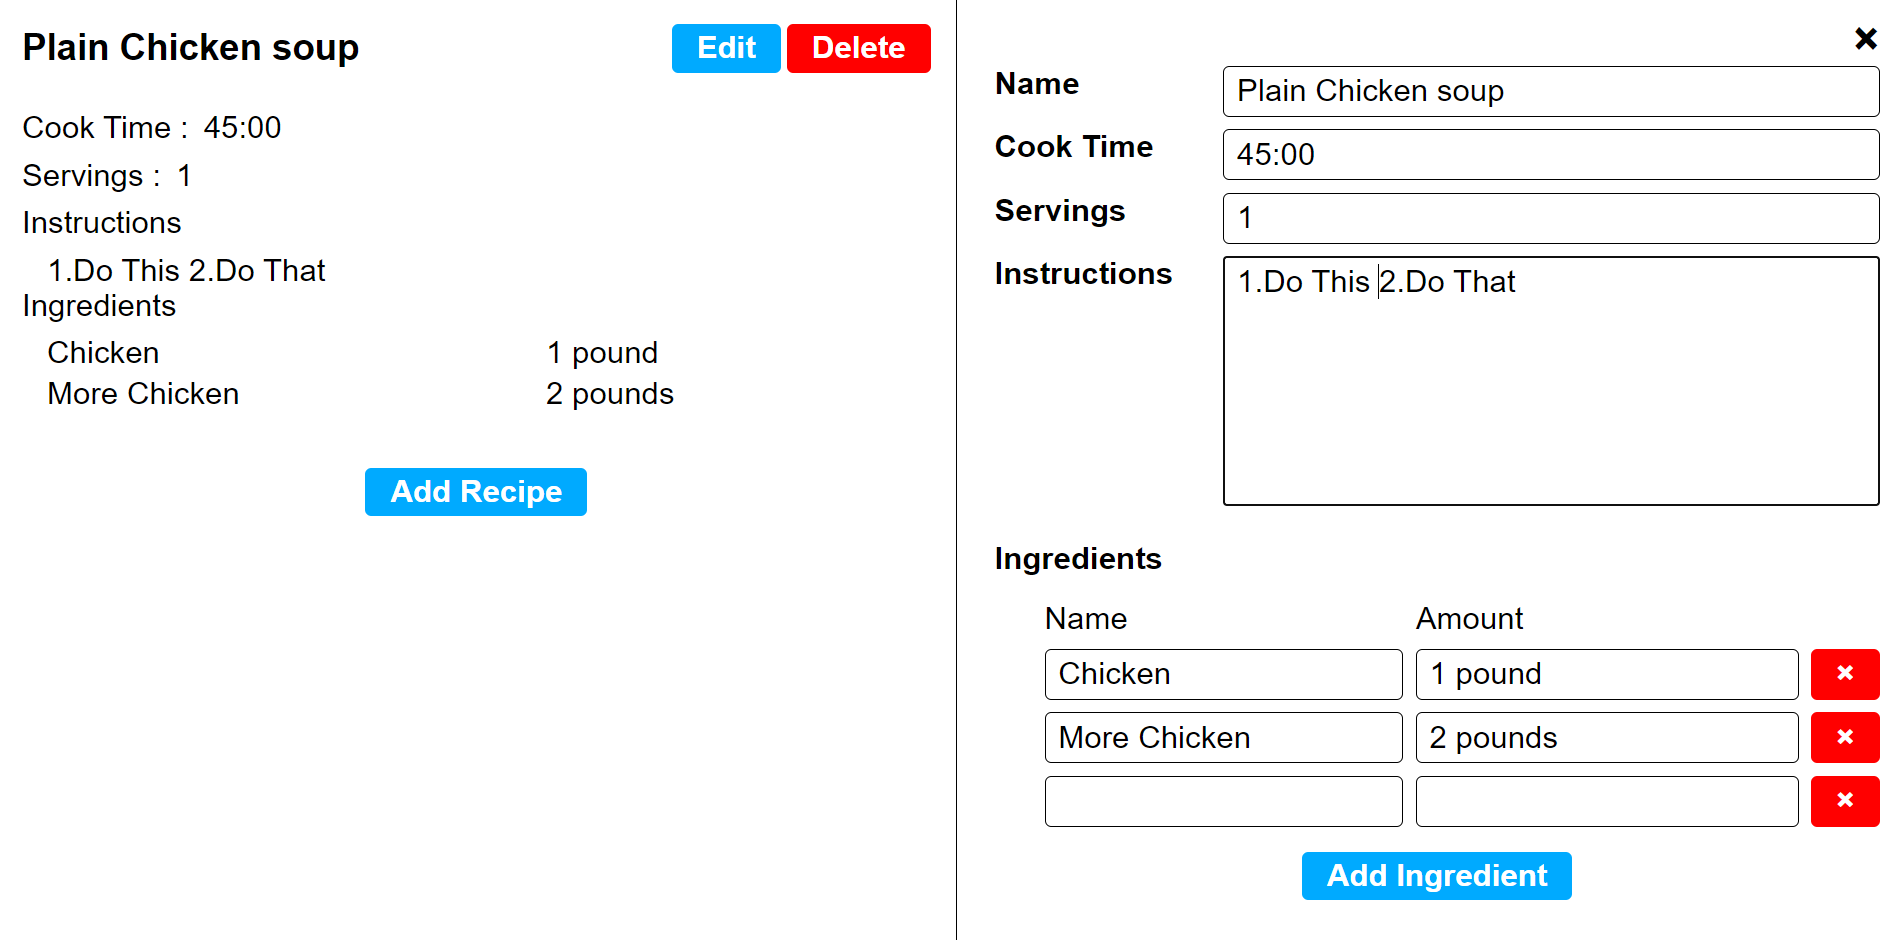 Plain Chicken soup
Edit
Delete
Cook Time : 45:00
Servings : 1
Instructions
1.Do This 2.Do That
Ingredients
Chicken 1 pound
More Chicken 2 pounds
Add Recipe
×
Name Plain Chicken soup
Cook Time 45:00
Servings 1
Instructions 1.Do This 2.Do That
Ingredients
Name Amount
Chicken 1 pound ×
More Chicken 2 pounds ×
×
Add Ingredient